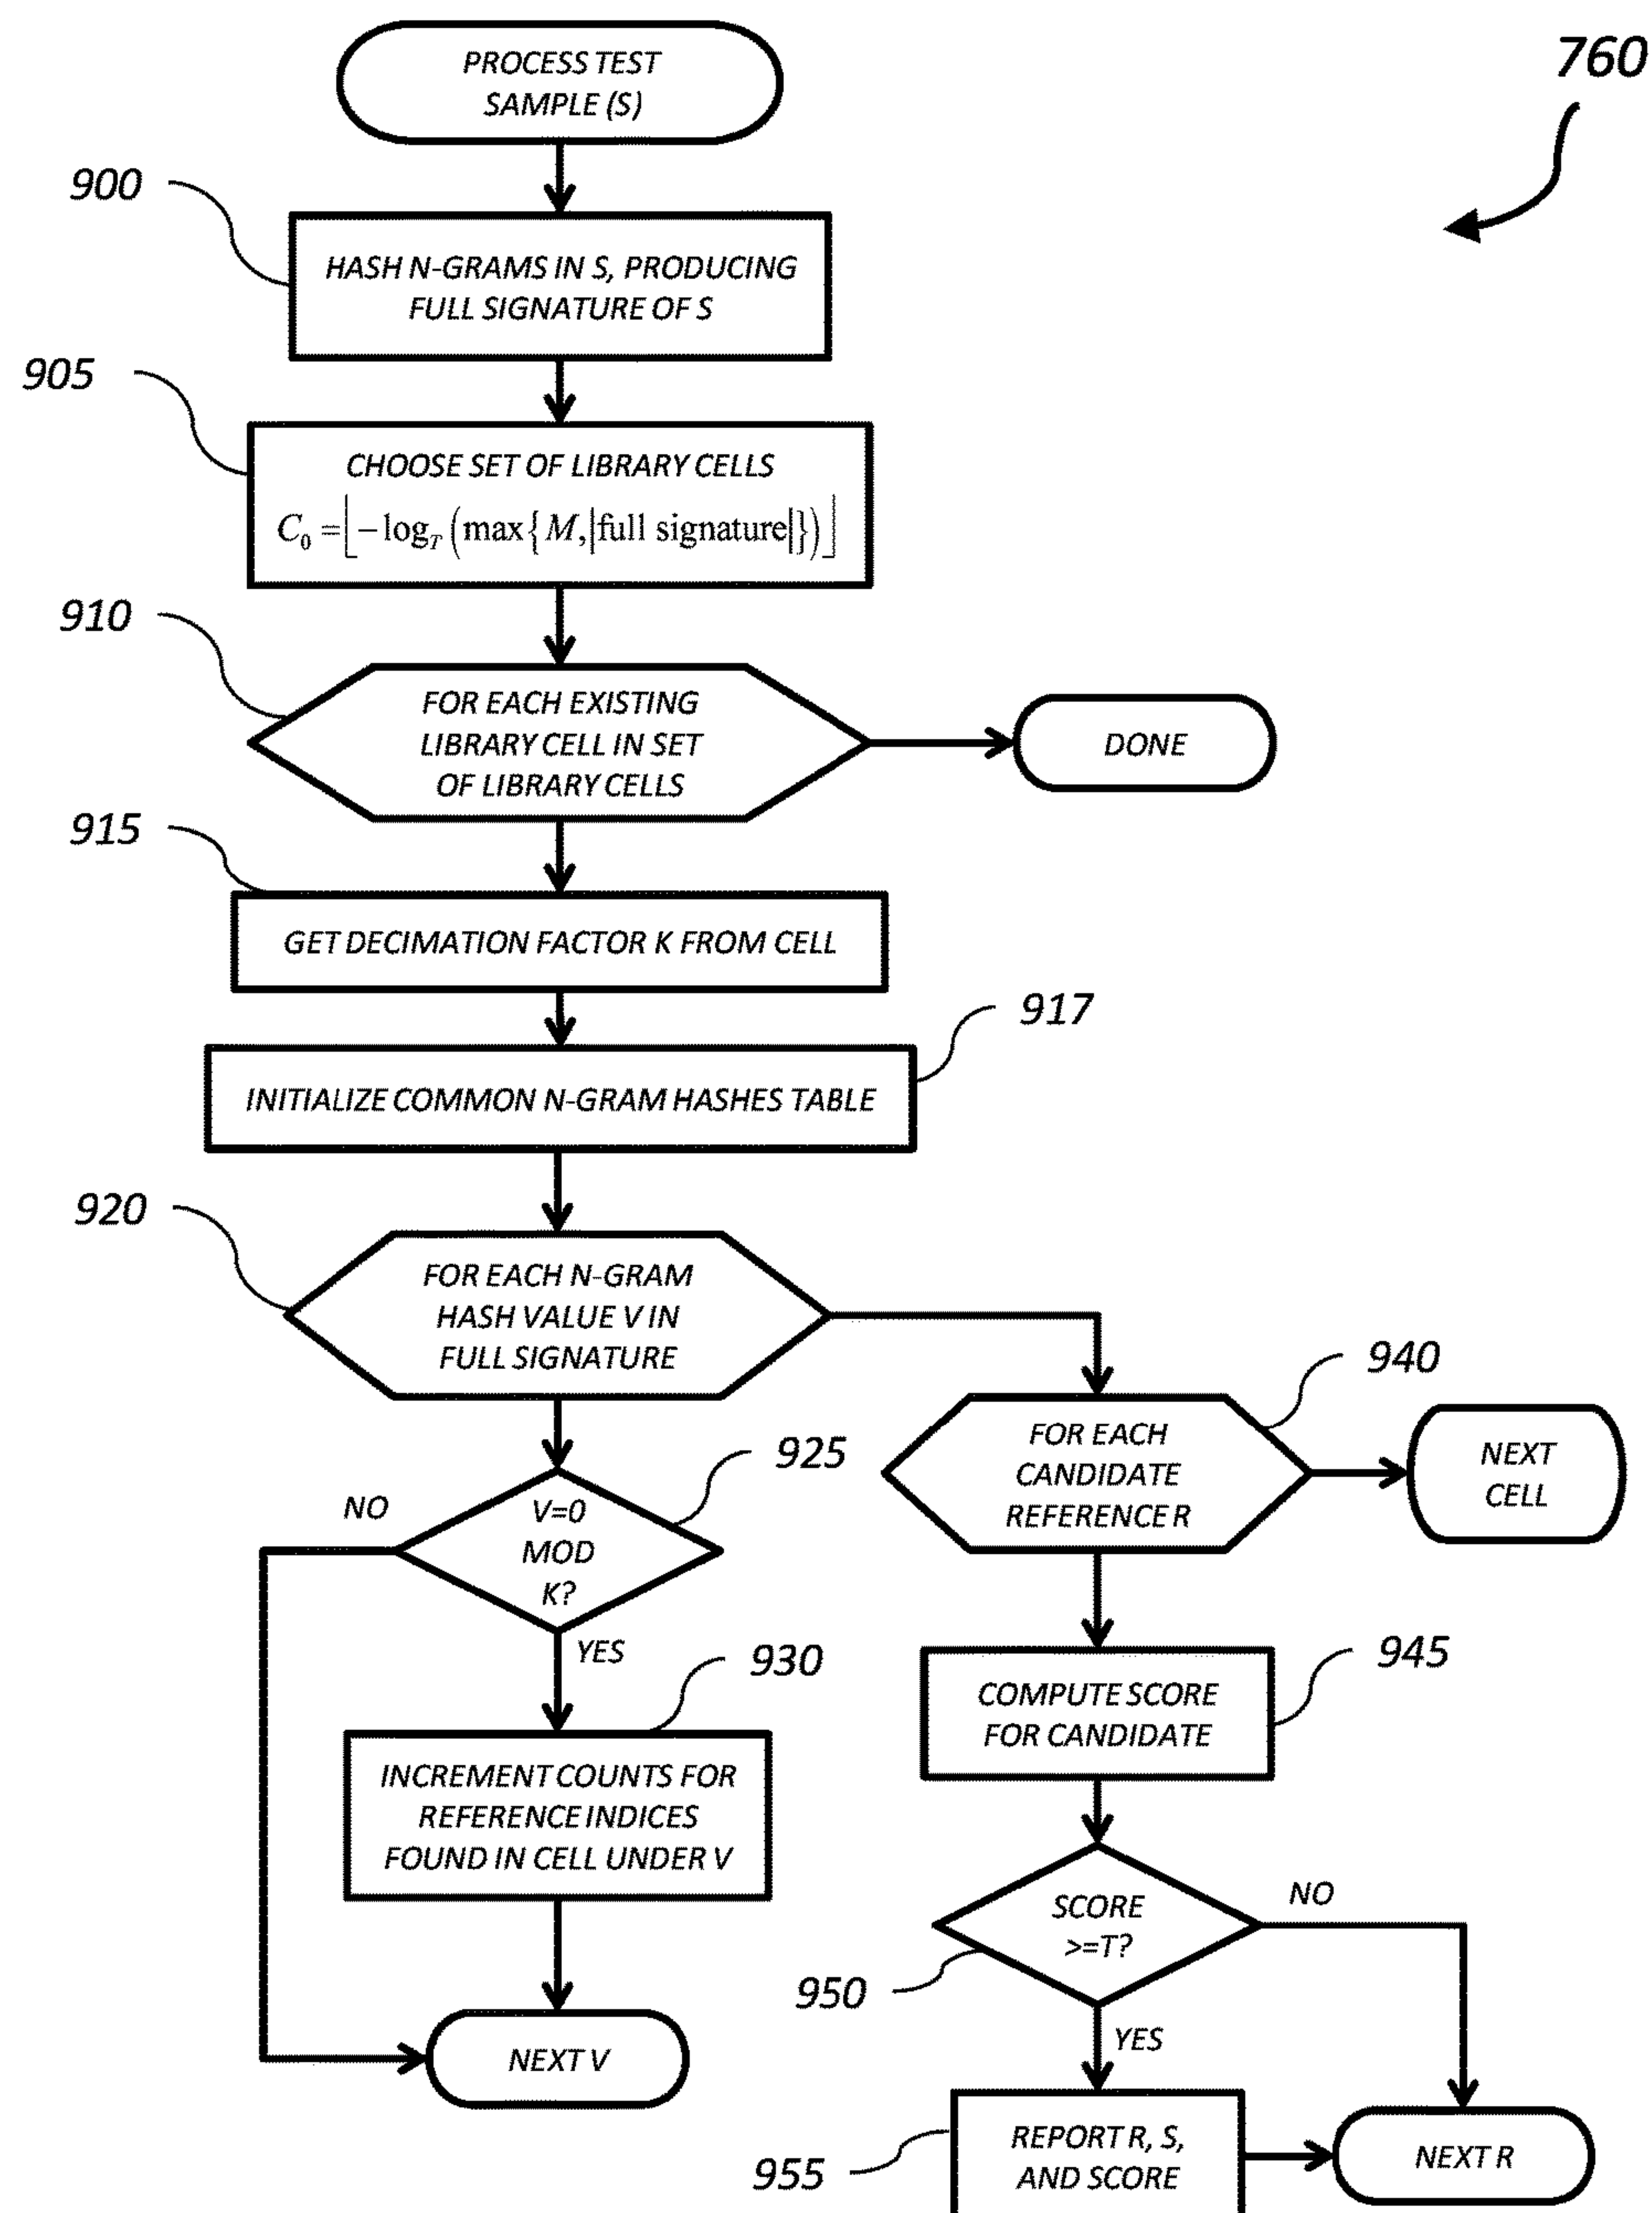 PROCESS TEST
SAMPLE (S)
760
900
HASH N-GRAMS IN S, PRODUCING
FULL SIGNATURE OF S
905
CHOOSE SET OF LIBRARY CELLS
C₀ = ⌊−log_T (max{M,|full signature|})⌋
910
FOR EACH EXISTING
LIBRARY CELL IN SET
OF LIBRARY CELLS
DONE
915
GET DECIMATION FACTOR K FROM CELL
917
INITIALIZE COMMON N-GRAM HASHES TABLE
920
FOR EACH N-GRAM
HASH VALUE V IN
FULL SIGNATURE
925
V=0
MOD
K?
NO
YES
930
INCREMENT COUNTS FOR
REFERENCE INDICES
FOUND IN CELL UNDER V
NEXT V
940
FOR EACH
CANDIDATE
REFERENCE R
NEXT
CELL
945
COMPUTE SCORE
FOR CANDIDATE
950
SCORE
>=T?
NO
YES
955
REPORT R, S,
AND SCORE
NEXT R